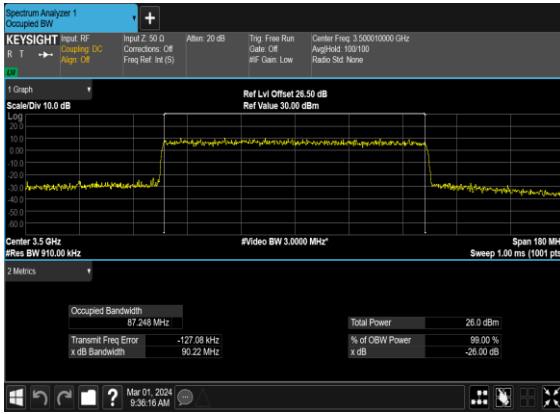 Spectrum Analyzer 1
Occupied BW
KEYSIGHT
R T
LV
Input: RF
Coupling: DC
Align: Off
Input Z: 50 Ω
Corrections: Off
Freq Ref: Int (S)
Atten: 20 dB
Trig: Free Run
Gate: Off
#IF Gain: Low
Center Freq: 3.500010000 GHz
Avg|Hold: 100/100
Radio Std: None
1 Graph
Scale/Div 10.0 dB
Ref Lvl Offset 26.50 dB
Ref Value 30.00 dBm
Log
20.0
10.0
0.00
-10.0
-20.0
-30.0
-40.0
-50.0
-60.0
Center 3.5 GHz
#Video BW 3.0000 MHz*
Span 180 MH
#Res BW 910.00 kHz
Sweep 1.00 ms (1001 pts
2 Metrics
Occupied Bandwidth
87.248 MHz
Total Power 26.0 dBm
Transmit Freq Error -127.08 kHz
% of OBW Power 99.00 %
x dB Bandwidth 90.22 MHz
x dB -26.00 dB
?
Mar 01, 2024
9:36:16 AM